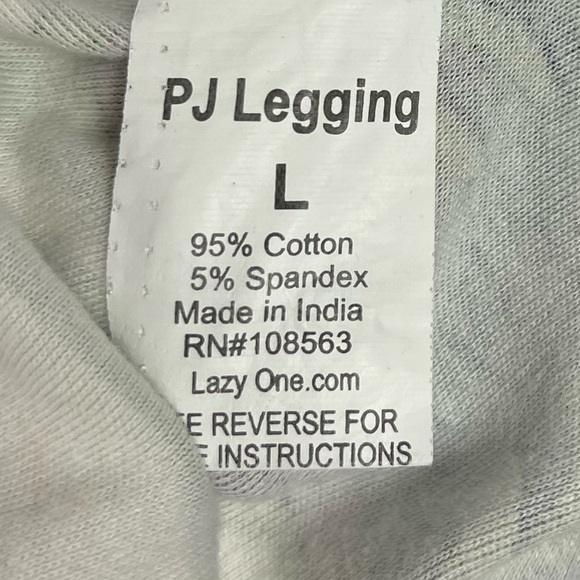 PJ Legging
L
95% Cotton
5% Spandex
Made in India
RN#108563
Lazy One.com
E REVERSE FOR
E INSTRUCTIONS